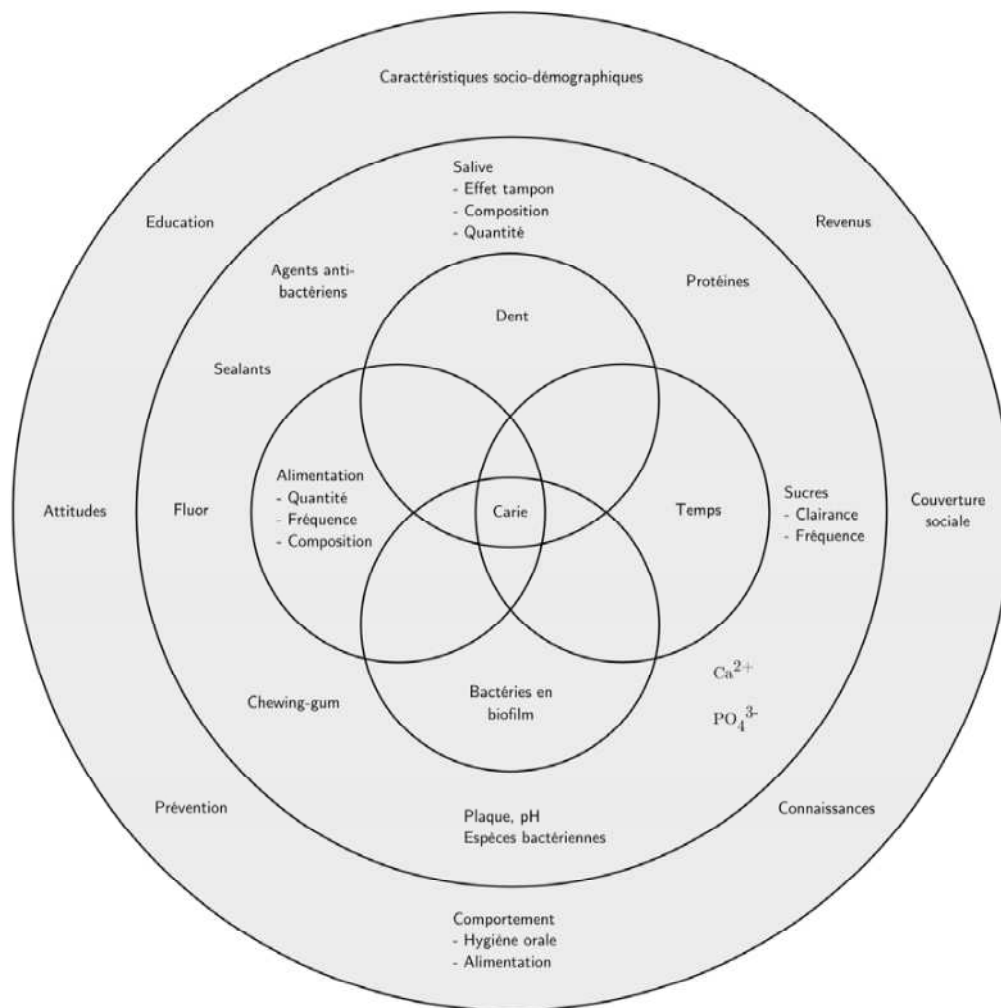 Caractéristiques socio-démographiques
Salive
- Effet tampon
- Composition
- Quantité
Education
Revenus
Agents anti-
bactériens
Protéines
Dent
Sealants
Alimentation
- Quantité
- Fréquence
- Composition
Attitudes
Fluor
Carie
Temps
Sucres
- Clairance
- Fréquence
Couverture
sociale
Ca2+
PO43-
Chewing-gum
Bactéries en
biofilm
Prévention
Plaque, pH
Espèces bactériennes
Connaissances
Comportement
- Hygiène orale
- Alimentation